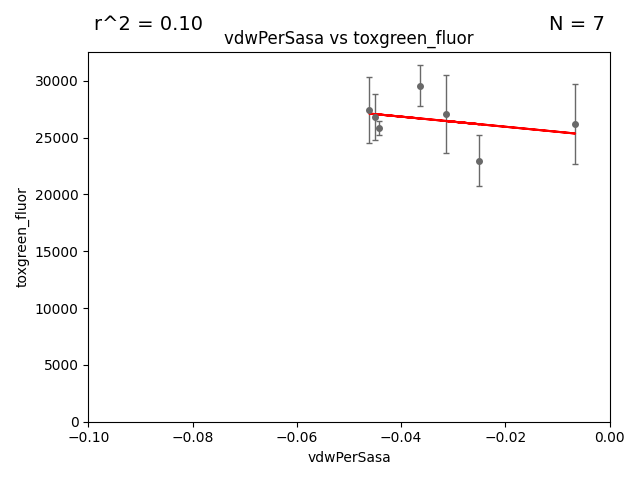 r^2 = 0.10
N = 7
vdwPerSasa vs toxgreen_fluor
30000
25000
20000
15000
10000
5000
0
toxgreen_fluor
−0.10
−0.08
−0.06
−0.04
−0.02
0.00
vdwPerSasa